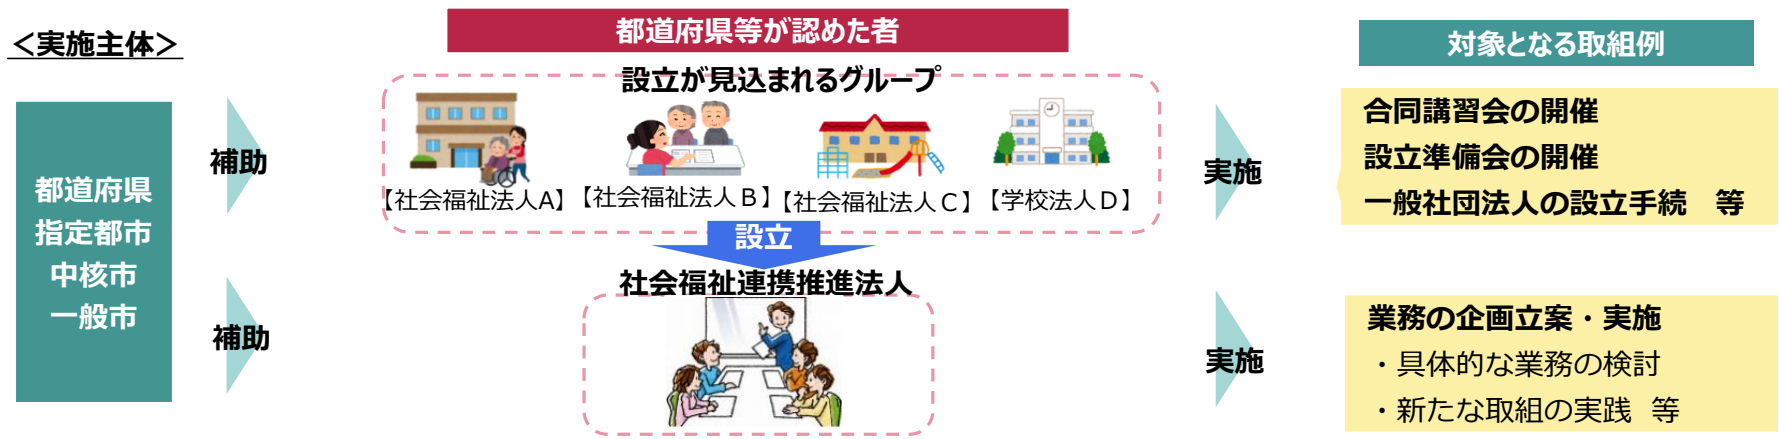 ＜実施主体＞
都道府県
指定都市
中核市
一般市
補助
補助
都道府県等が認めた者
設立が見込まれるグループ
【社会福祉法人A】
【社会福祉法人Ｂ】
【社会福祉法人Ｃ】
【学校法人Ｄ】
設立
社会福祉連携推進法人
実施
実施
対象となる取組例
合同講習会の開催
設立準備会の開催
一般社団法人の設立手続　等
業務の企画立案・実施
・具体的な業務の検討
・新たな取組の実践　等